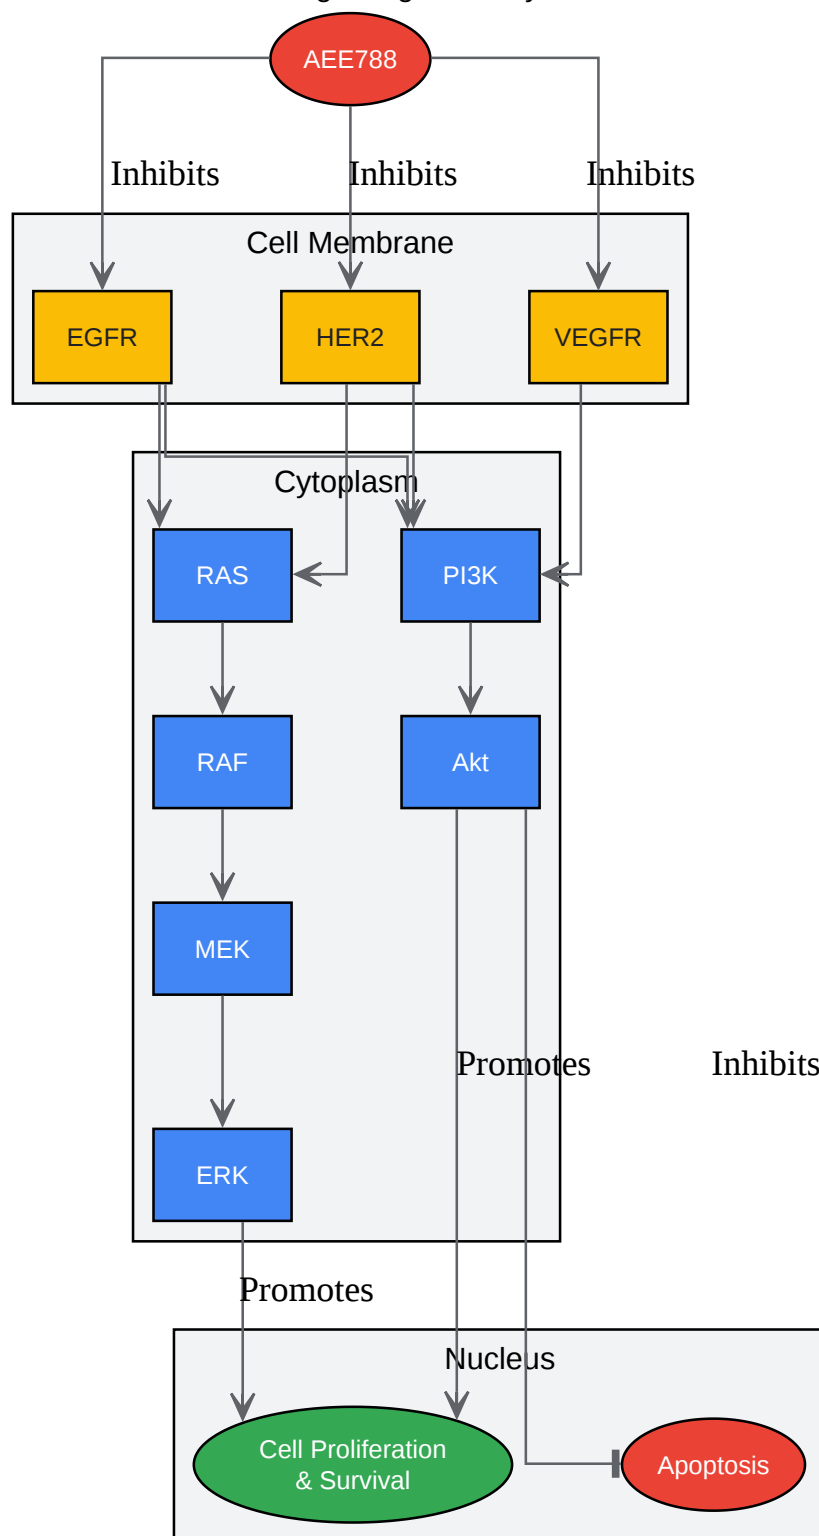 AEE788
Inhibits
Inhibits
Inhibits
Cell Membrane
EGFR
HER2
VEGFR
Cytoplasm
RAS
PI3K
RAF
Akt
MEK
Promotes
Inhibits
ERK
Promotes
Nucleus
Cell Proliferation
& Survival
Apoptosis